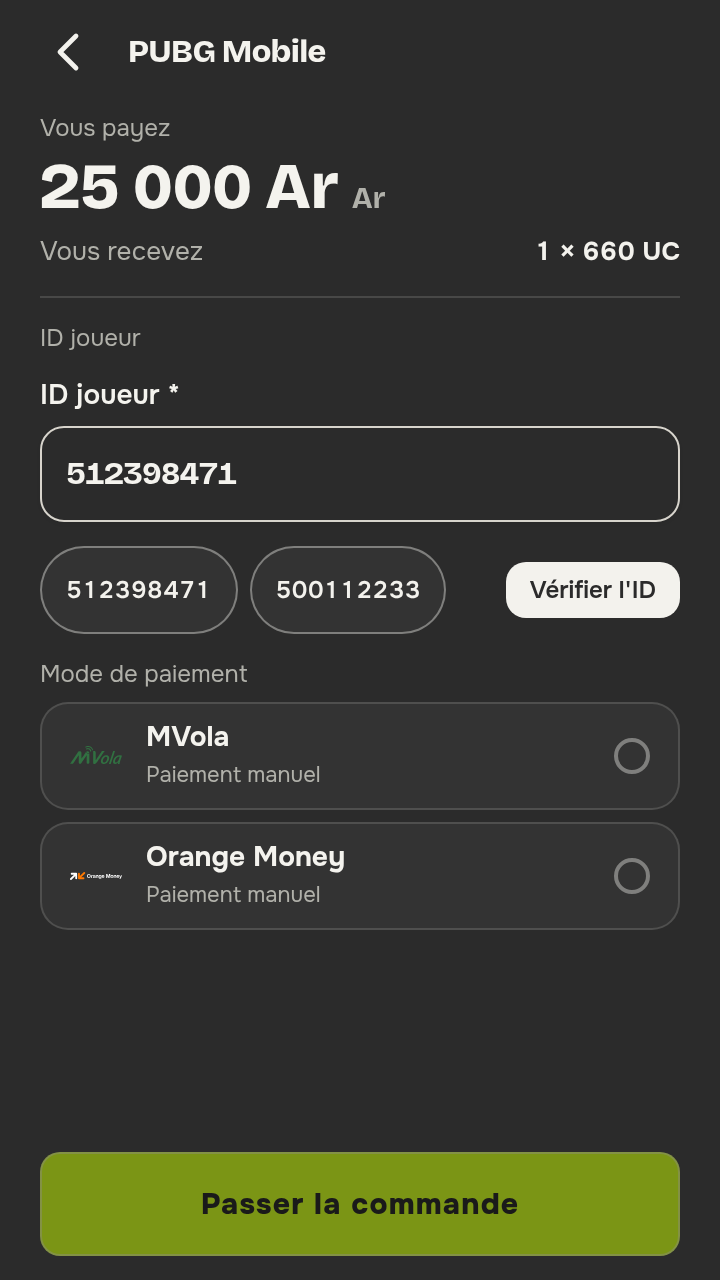 PUBG Mobile
Vous payez
25 000 Ar Ar
Vous recevez 1 × 660 UC
ID joueur
ID joueur *
512398471
512398471 500112233 Vérifier l'ID
Mode de paiement
MVola MVola
Paiement manuel
Orange Money Orange Money
Paiement manuel
Passer la commande